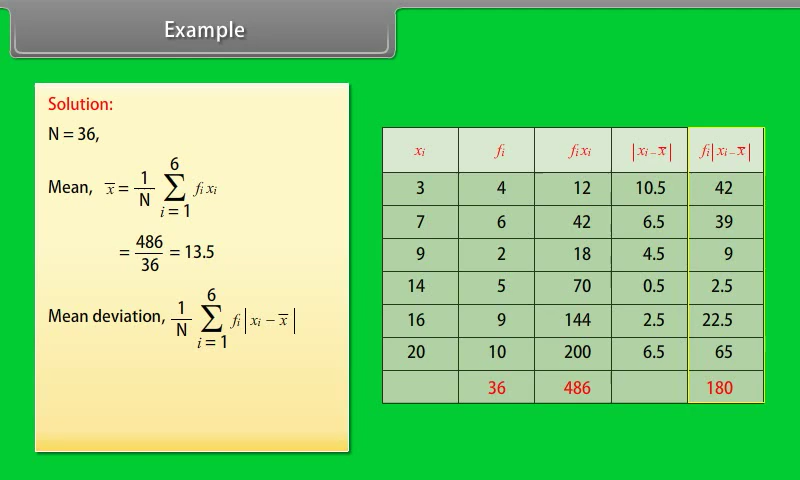 Example
Solution:
N = 36,
Mean, x̅ = 1/N 6∑i = 1 fᵢ xᵢ
= 486/36 = 13.5
Mean deviation, 1/N 6∑i = 1 fᵢ |xᵢ – x̅|
xᵢ fᵢ fᵢ xᵢ |xᵢ – x̅| fᵢ|xᵢ – x̅|
3 4 12 10.5 42
7 6 42 6.5 39
9 2 18 4.5 9
14 5 70 0.5 2.5
16 9 144 2.5 22.5
20 10 200 6.5 65
36 486 180